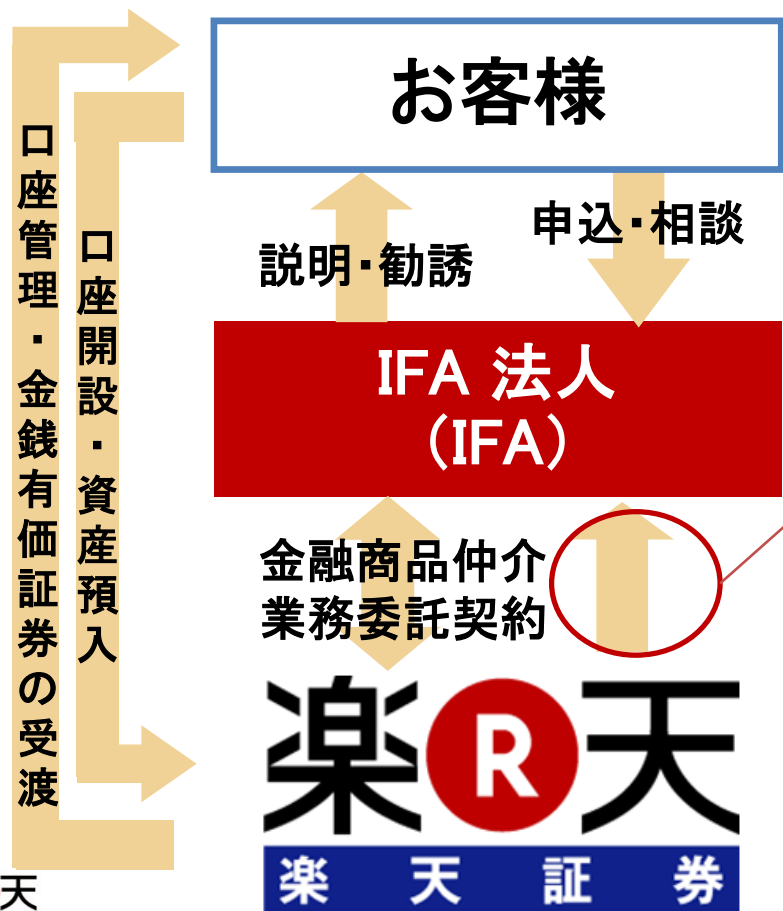 お客様
口座管理・金銭有価証券の受渡
口座開設・資産預入
説明・勧誘
申込・相談
IFA 法人
（IFA）
金融商品仲介
業務委託契約
楽R天
楽天証券
天